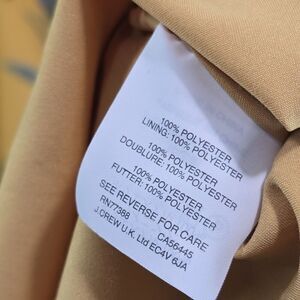 100% POLYESTER
LINING: 100% POLYESTER
100% POLYESTER
DOUBLURE: 100% POLYESTER
100% POLYESTER
FUTTER: 100% POLYESTER
SEE REVERSE FOR CARE
RN77388 CA56445
J.CREW U.K. Ltd EC4V 6JA